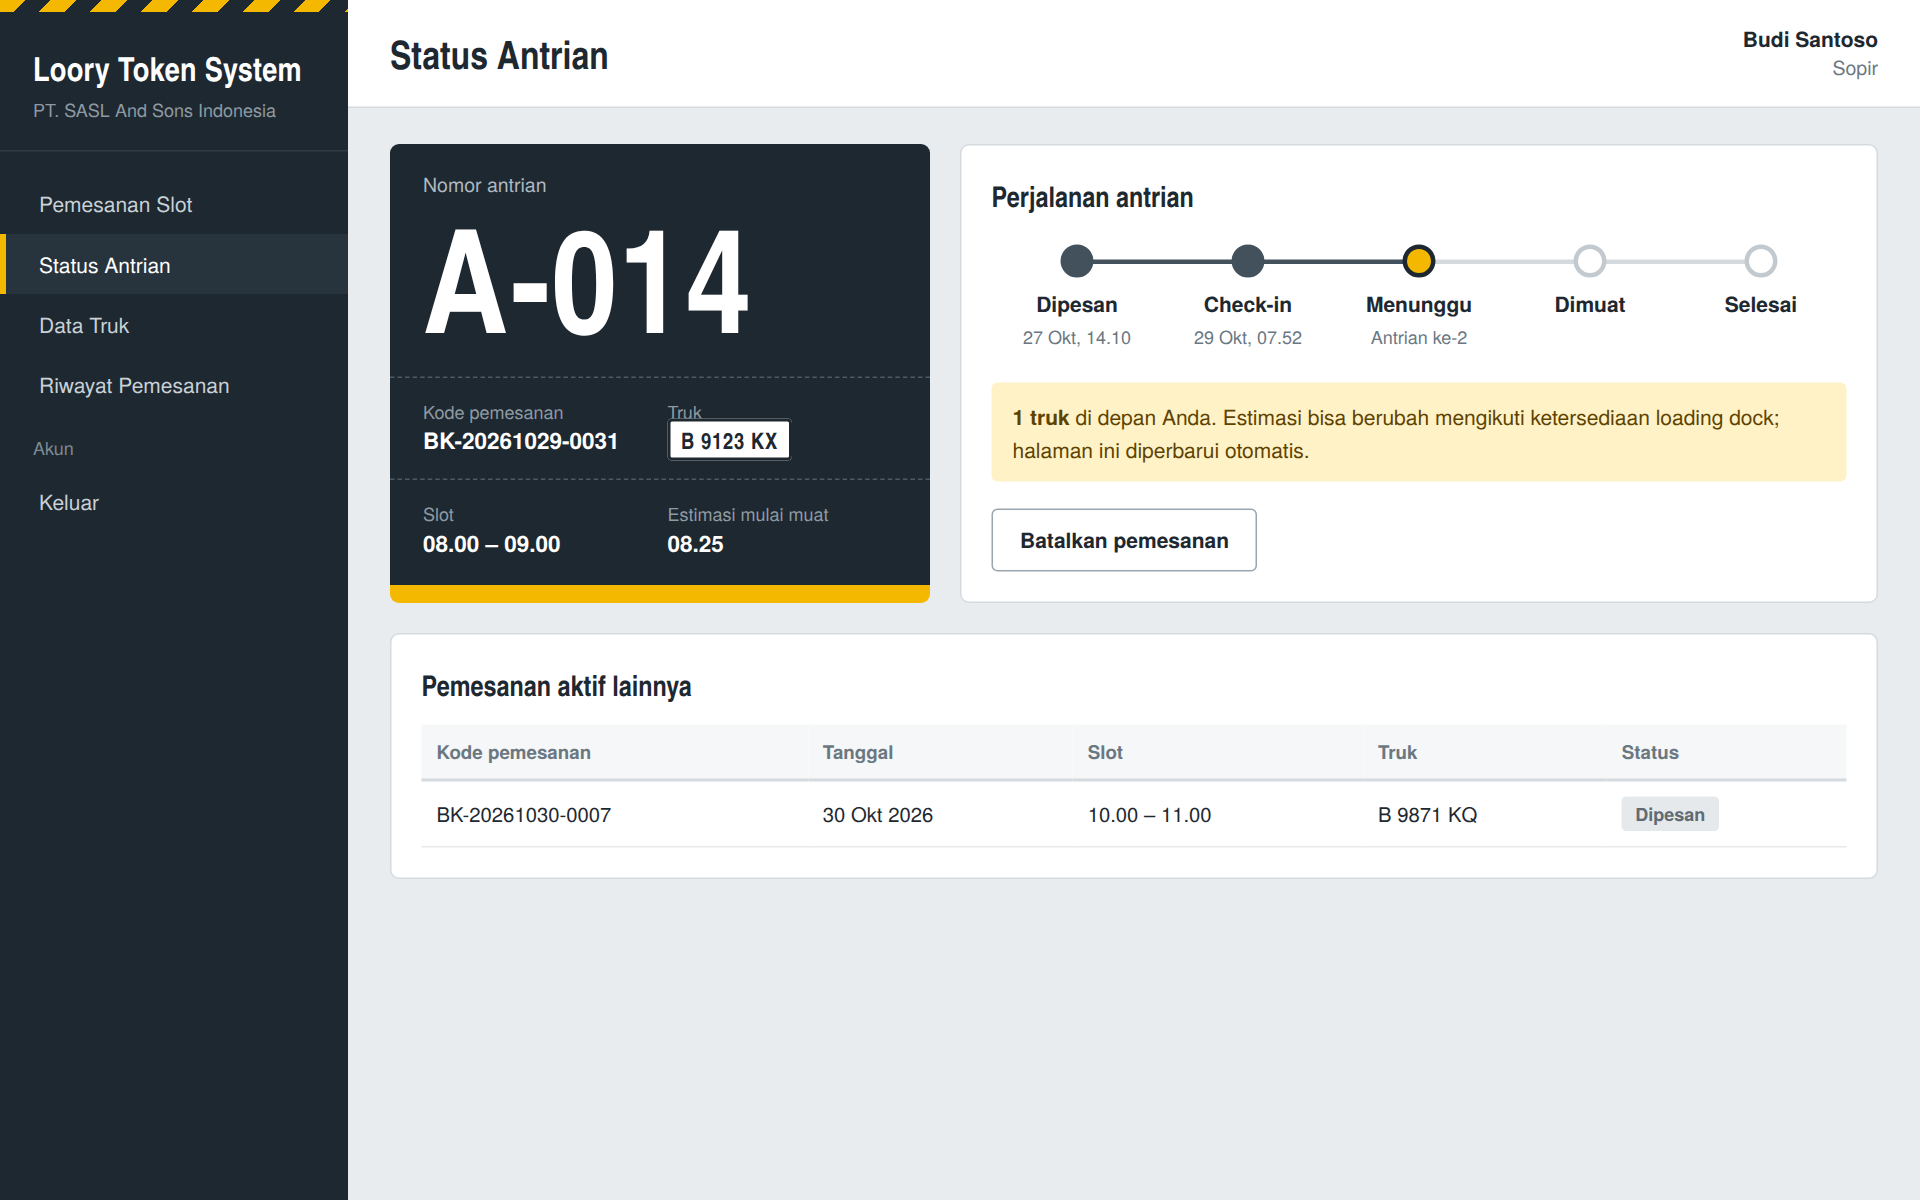 Loory Token System
PT. SASL And Sons Indonesia
Pemesanan Slot
Status Antrian
Data Truk
Riwayat Pemesanan
Akun
Keluar
Status Antrian
Budi Santoso
Sopir
Nomor antrian
A-014
Kode pemesanan
BK-20261029-0031
Truk
B 9123 KX
Slot
08.00 – 09.00
Estimasi mulai muat
08.25
Perjalanan antrian
Dipesan
27 Okt, 14.10
Check-in
29 Okt, 07.52
Menunggu
Antrian ke-2
Dimuat
Selesai
1 truk di depan Anda. Estimasi bisa berubah mengikuti ketersediaan loading dock;
halaman ini diperbarui otomatis.
Batalkan pemesanan
Pemesanan aktif lainnya
Kode pemesanan Tanggal Slot Truk Status
BK-20261030-0007 30 Okt 2026 10.00 – 11.00 B 9871 KQ Dipesan